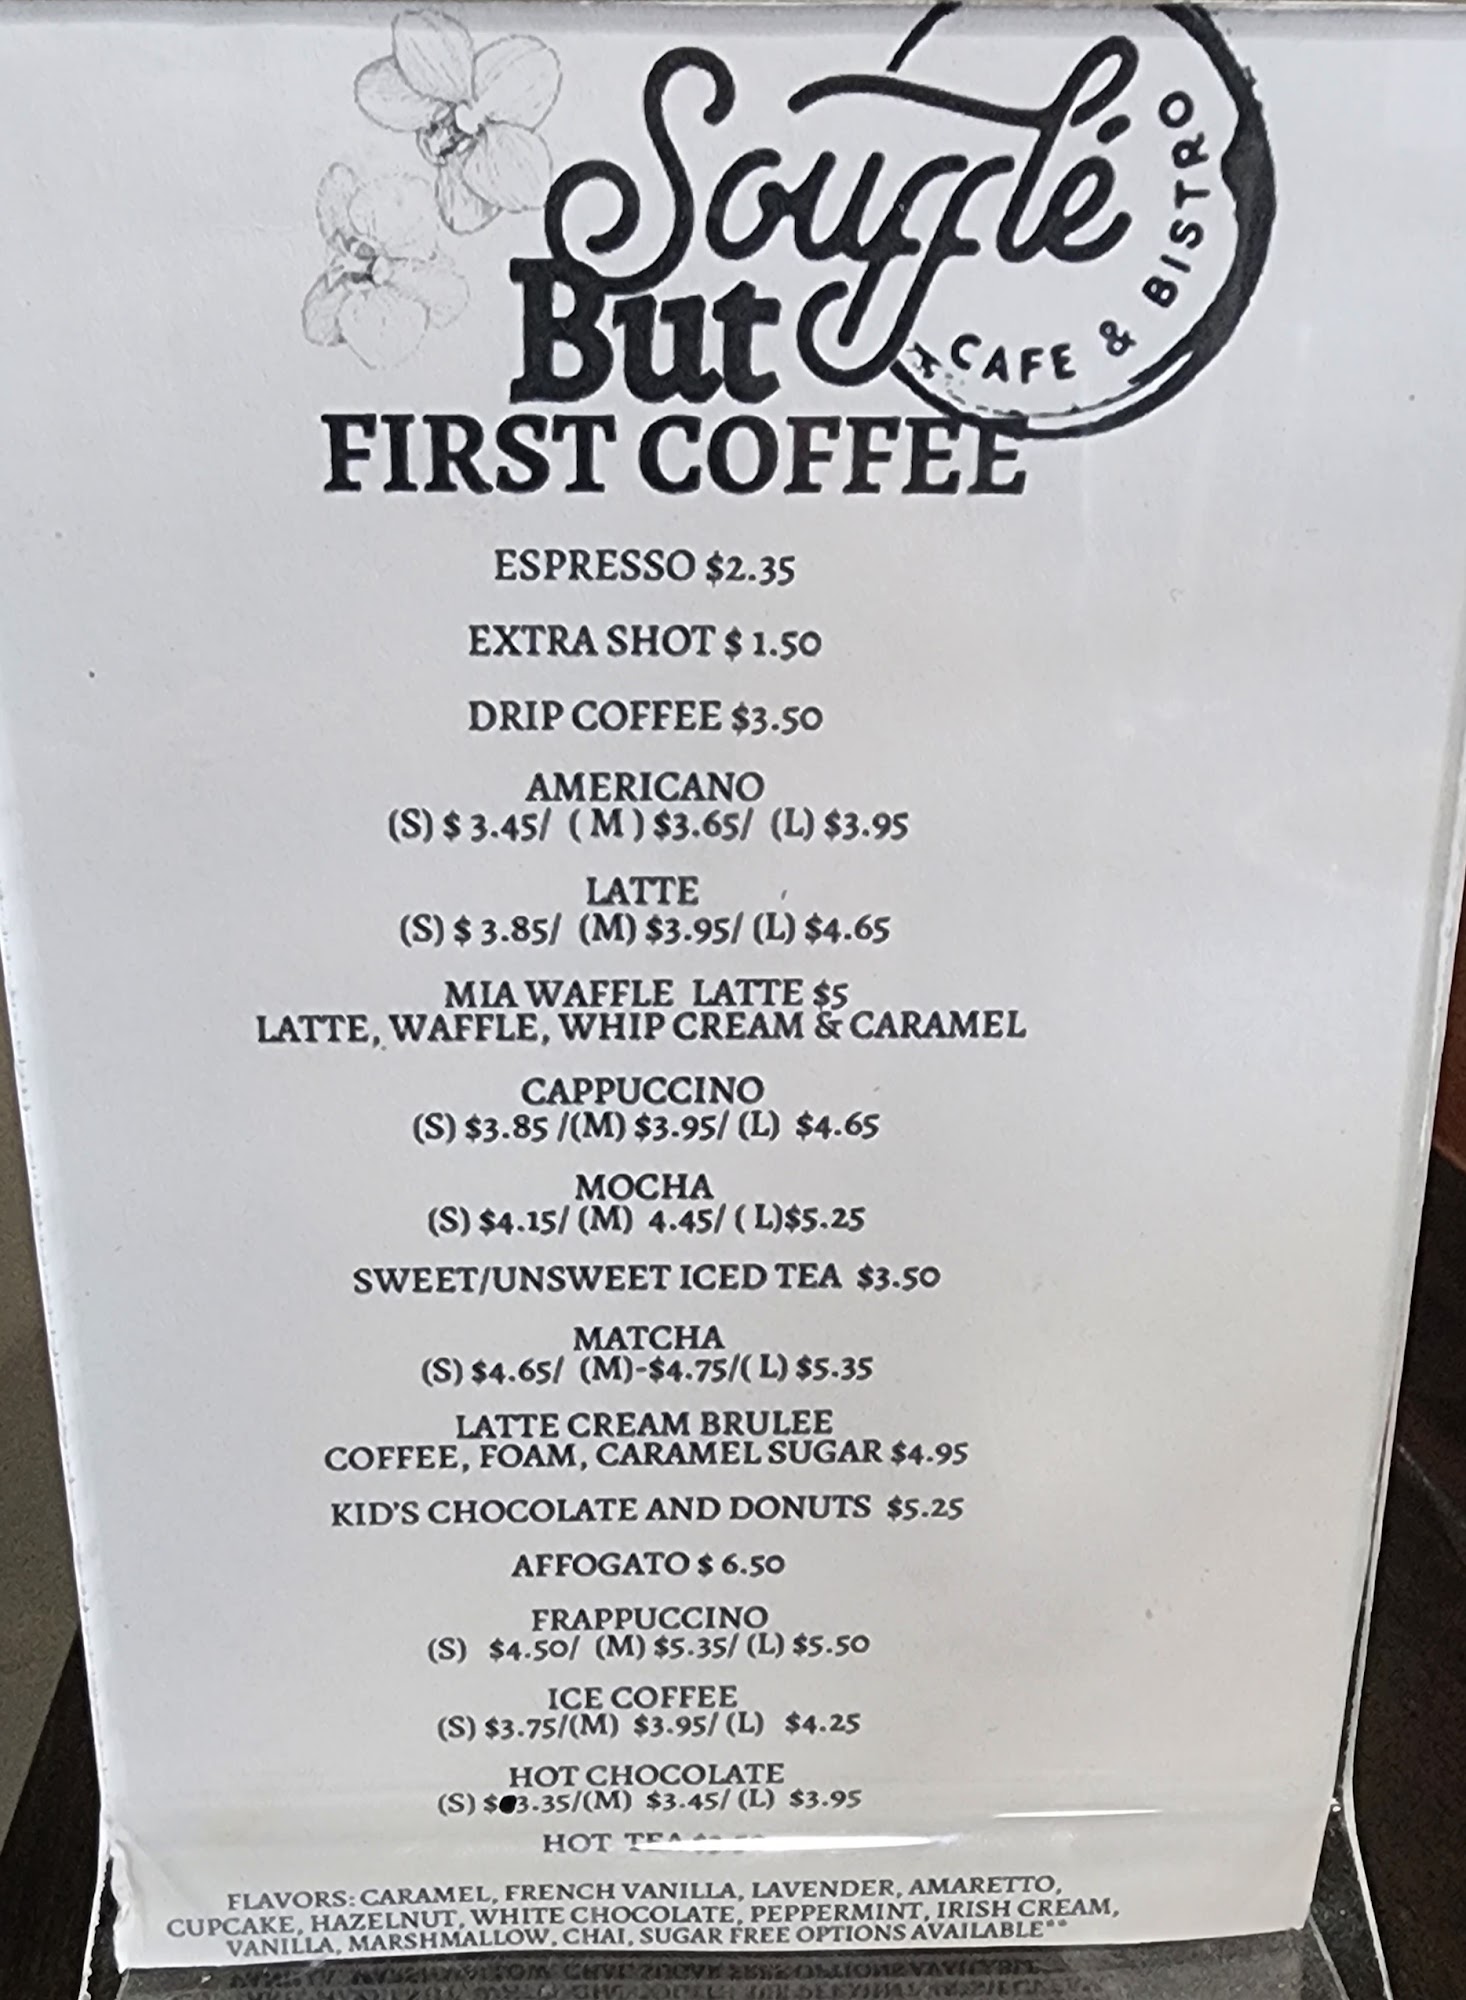 Soufflé
CAFE & BISTRO
But
FIRST COFFEE
ESPRESSO $2.35
EXTRA SHOT $ 1.50
DRIP COFFEE $3.50
AMERICANO
(S) $ 3.45/ ( M ) $3.65/ (L) $3.95
LATTE
(S) $ 3.85/ (M) $3.95/ (L) $4.65
MIA WAFFLE LATTE $5
LATTE, WAFFLE, WHIP CREAM & CARAMEL
CAPPUCCINO
(S) $3.85 /(M) $3.95/ (L) $4.65
MOCHA
(S) $4.15/ (M) 4.45/ ( L)$5.25
SWEET/UNSWEET ICED TEA $3.50
MATCHA
(S) $4.65/ (M)-$4.75/( L) $5.35
LATTE CREAM BRULEE
COFFEE, FOAM, CARAMEL SUGAR $4.95
KID'S CHOCOLATE AND DONUTS $5.25
AFFOGATO $ 6.50
FRAPPUCCINO
(S) $4.50/ (M) $5.35/ (L) $5.50
ICE COFFEE
(S) $3.75/(M) $3.95/ (L) $4.25
HOT CHOCOLATE
(S) $3.35/(M) $3.45/ (L) $3.95
HOT TEA
FLAVORS: CARAMEL, FRENCH VANILLA, LAVENDER, AMARETTO,
CUPCAKE, HAZELNUT, WHITE CHOCOLATE, PEPPERMINT, IRISH CREAM,
VANILLA, MARSHMALLOW, CHAI, SUGAR FREE OPTIONS AVAILABLE**